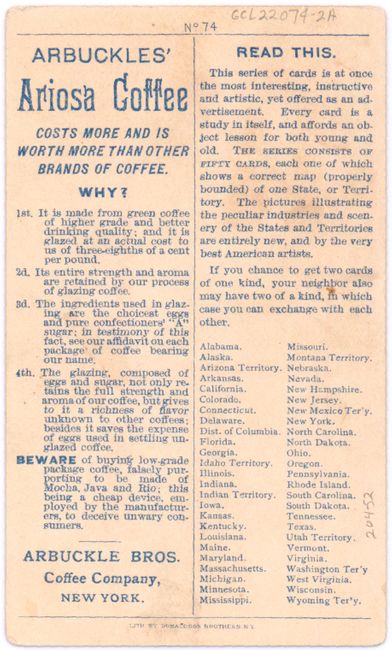 No 74
GCL22074-2A
ARBUCKLES'
Ariosa Coffee
COSTS MORE AND IS
WORTH MORE THAN OTHER
BRANDS OF COFFEE.
WHY?
1st. It is made from green coffee
of higher grade and better
drinking quality; and it is
glazed at an actual cost to
us of three-eighths of a cent
per pound.
2d. Its entire strength and aroma
are retained by our process
of glazing coffee.
3d. The ingredients used in glaz-
ing are the choicest eggs
and pure confectioners' "A"
sugar; in testimony of this
fact, see our affidavit on each
package of coffee bearing
our name.
4th. The glazing, composed of
eggs and sugar, not only re-
tains the full strength and
aroma of our coffee, but gives
to it a richness of flavor
unknown to other coffees;
besides it saves the expense
of eggs used in settling un-
glazed coffee.
BEWARE of buying low-grade
package coffee, falsely pur-
porting to be made of
Mocha, Java and Rio; this
being a cheap device, em-
ployed by the manufactur-
ers, to deceive unwary con-
sumers.
ARBUCKLE BROS.
Coffee Company,
NEW YORK.
READ THIS.
This series of cards is at once
the most interesting, instructive
and artistic, yet offered as an ad-
vertisement. Every card is a
study in itself, and affords an ob-
ject lesson for both young and
old. THE SERIES CONSISTS OF
FIFTY CARDS, each one of which
shows a correct map (properly
bounded) of one State, or Terri-
tory. The pictures illustrating
the peculiar industries and scen-
ery of the States and Territories
are entirely new, and by the very
best American artists.
If you chance to get two cards
of one kind, your neighbor also
may have two of a kind, in which
case you can exchange with each
other.
Alabama. Missouri.
Alaska. Montana Territory.
Arizona Territory. Nebraska.
Arkansas. Nevada.
California. New Hampshire.
Colorado. New Jersey.
Connecticut. New Mexico Ter'y.
Delaware. New York.
Dist. of Columbia. North Carolina.
Florida. North Dakota.
Georgia. Ohio.
Idaho Territory. Oregon.
Illinois. Pennsylvania.
Indiana. Rhode Island.
Indian Territory. South Carolina.
Iowa. South Dakota.
Kansas. Tennessee.
Kentucky. Texas.
Louisiana. Utah Territory.
Maine. Vermont.
Maryland. Virginia.
Massachusetts. Washington Ter'y
Michigan. West Virginia.
Minnesota. Wisconsin.
Mississippi. Wyoming Ter'y.
20452
LITH BY DONALDSON BROTHERS N.Y.